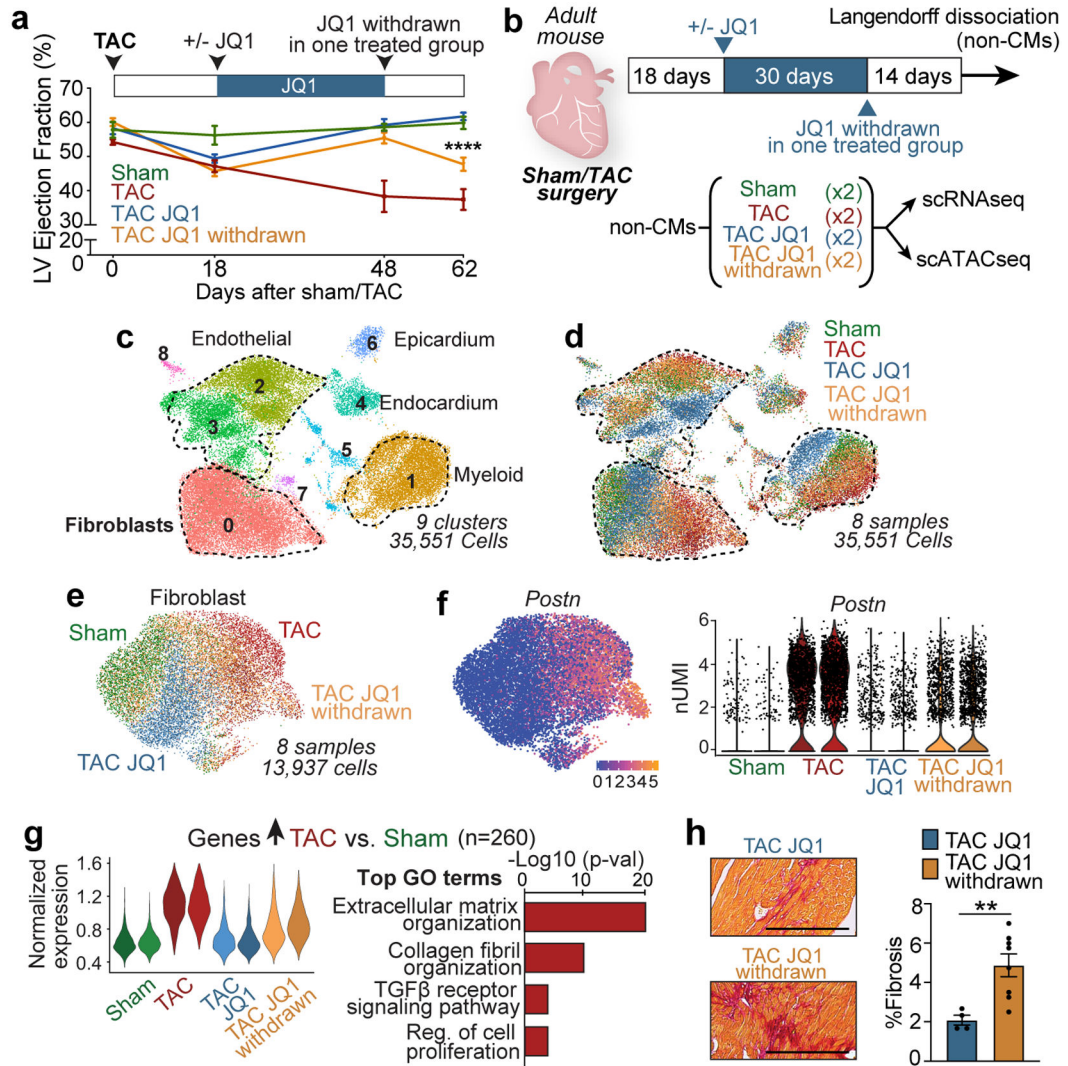 a
TAC
+/- JQ1
JQ1 withdrawn
in one treated group
JQ1
LV Ejection Fraction (%)
70
60
50
40
30
20
0
****
Sham
TAC
TAC JQ1
TAC JQ1 withdrawn
0
18
48
62
Days after sham/TAC
b
Adult
mouse
+/- JQ1
Langendorff dissociation
(non-CMs)
18 days
30 days
14 days
JQ1 withdrawn
in one treated group
Sham/TAC
surgery
non-CMs
Sham (x2)
TAC (x2)
TAC JQ1 (x2)
TAC JQ1
withdrawn (x2)
scRNAseq
scATACseq
c
Endothelial
Epicardium
Endocardium
Myeloid
Fibroblasts
8
2
6
3
4
5
1
7
0
9 clusters
35,551 Cells
d
Sham
TAC
TAC JQ1
TAC JQ1
withdrawn
8 samples
35,551 Cells
e
Fibroblast
Sham
TAC
TAC JQ1
withdrawn
TAC JQ1
8 samples
13,937 cells
f
Postn
012345
Postn
nUMI
6
4
2
0
Sham
TAC
TAC
JQ1
TAC JQ1
withdrawn
g
Genes TAC vs. Sham (n=260)
Normalized
expression
1.6
1.2
0.8
0.4
Sham
TAC
TAC
JQ1
TAC JQ1
withdrawn
-Log10 (p-val)
Top GO terms
0
10
20
Extracellular matrix
organization
Collagen fibril
organization
TGFβ receptor
signaling pathway
Reg. of cell
proliferation
h
TAC JQ1
TAC JQ1
withdrawn
TAC JQ1
TAC JQ1
withdrawn
%Fibrosis
8
6
4
2
0
**